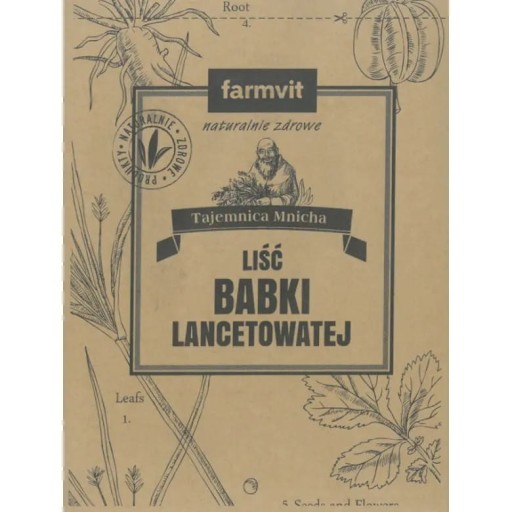 Root
4.
farmvit
naturalnie zdrowe
NATURALNIE • ZDROWE • PRODUKTY •
Tajemnica Mnicha
LIŚĆ
BABKI
LANCETOWATEJ
Leafs
1.
5. Seeds and Flowers